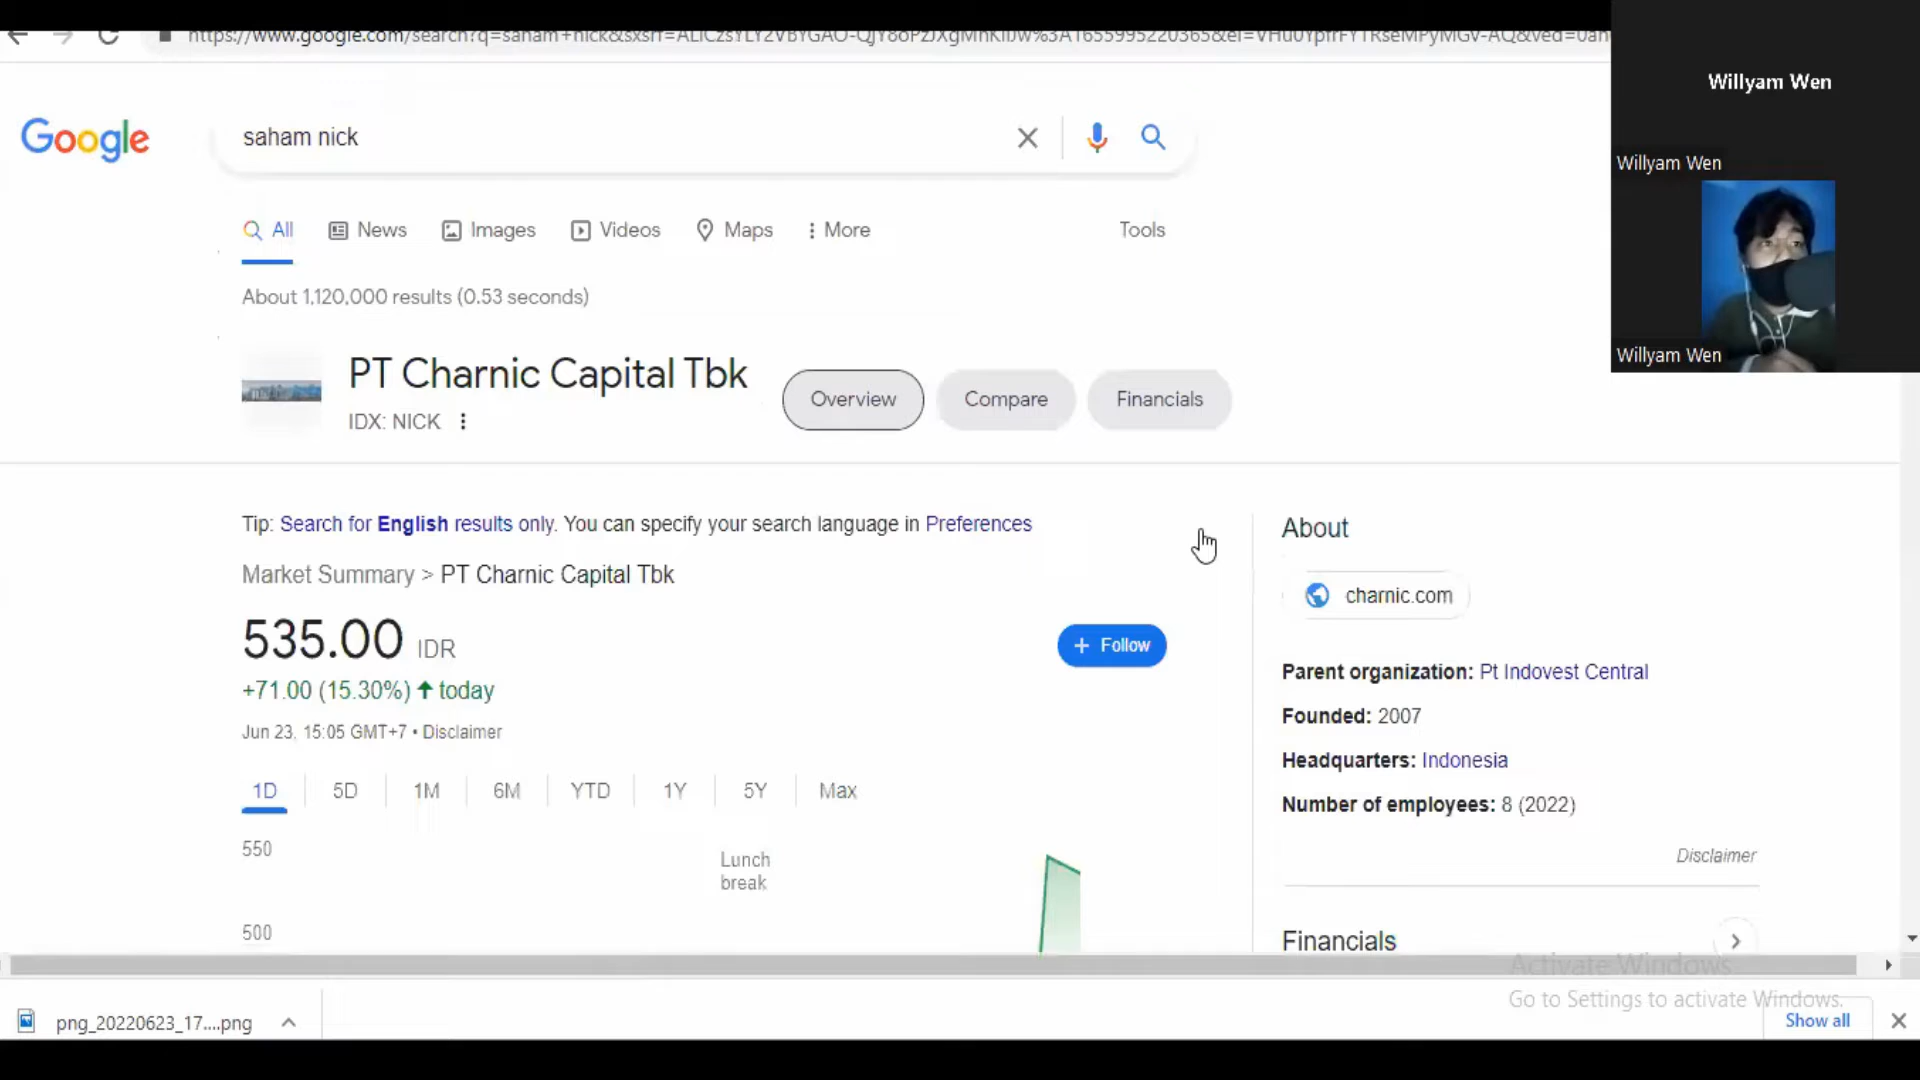 Willyam Wen
Google
saham nick
All
News
Images
Videos
Maps
More
Tools
Willyam Wen
Willyam Wen
About 1,120,000 results (0.53 seconds)
PT Charnic Capital Tbk
IDX: NICK
Overview
Compare
Financials
Tip: Search for English results only. You can specify your search language in Preferences
Market Summary > PT Charnic Capital Tbk
535.00 IDR
+71.00 (15.30%) ↑ today
Jun 23, 15:05 GMT+7 • Disclaimer
+ Follow
1D
5D
1M
6M
YTD
1Y
5Y
Max
550
Lunch
break
500
About
charnic.com
Parent organization: Pt Indovest Central
Founded: 2007
Headquarters: Indonesia
Number of employees: 8 (2022)
Disclaimer
Financials
Activate Windows
Go to Settings to activate Windows.
png_20220623_17....png
Show all